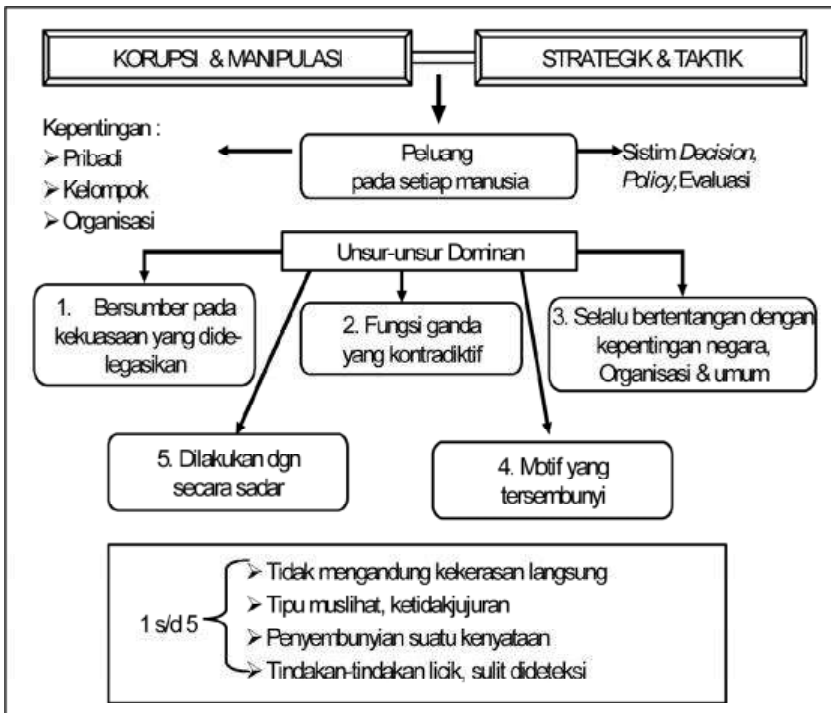 KORUPSI & MANIPULASI
STRATEGIK & TAKTIK
Kepentingan :
➢ Pribadi
➢ Kelompok
➢ Organisasi
Peluang
pada setiap manusia
Sistim Decision,
Policy, Evaluasi
Unsur-unsur Dominan
1. Bersumber pada
kekuasaan yang dide-
legasikan
2. Fungsi ganda
yang kontradiktif
3. Selalu bertentangan dengan
kepentingan negara,
Organisasi & umum
5. Dilakukan dgn
secara sadar
4. Motif yang
tersembunyi
1 s/d 5
➢ Tidak mengandung kekerasan langsung
➢ Tipu muslihat, ketidakjujuran
➢ Penyembunyian suatu kenyataan
➢ Tindakan-tindakan licik, sulit dideteksi